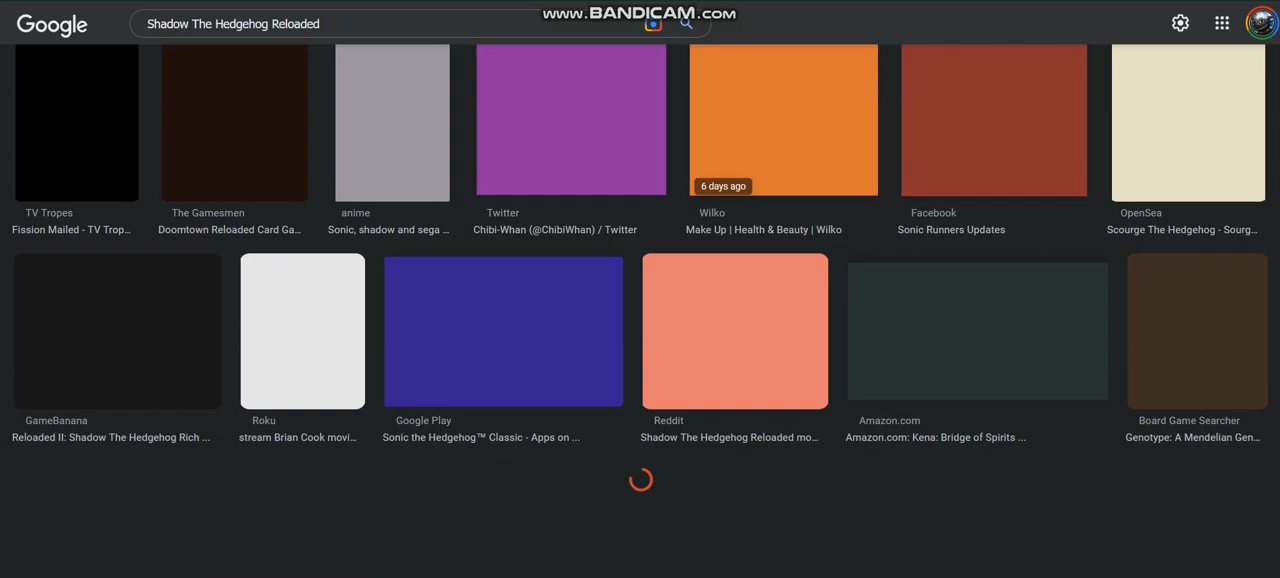 www.BANDICAM.com
Google
Shadow The Hedgehog Reloaded
6 days ago
TV Tropes
Fission Mailed - TV Trop...
The Gamesmen
Doomtown Reloaded Card Ga...
anime
Sonic, shadow and sega ...
Twitter
Chibi-Whan (@ChibiWhan) / Twitter
Wilko
Make Up | Health & Beauty | Wilko
Facebook
Sonic Runners Updates
OpenSea
Scourge The Hedgehog - Sourg...
GameBanana
Reloaded II: Shadow The Hedgehog Rich ...
Roku
stream Brian Cook movi...
Google Play
Sonic the Hedgehog™ Classic - Apps on ...
Reddit
Shadow The Hedgehog Reloaded mo...
Amazon.com
Amazon.com: Kena: Bridge of Spirits ...
Board Game Searcher
Genotype: A Mendelian Gen...